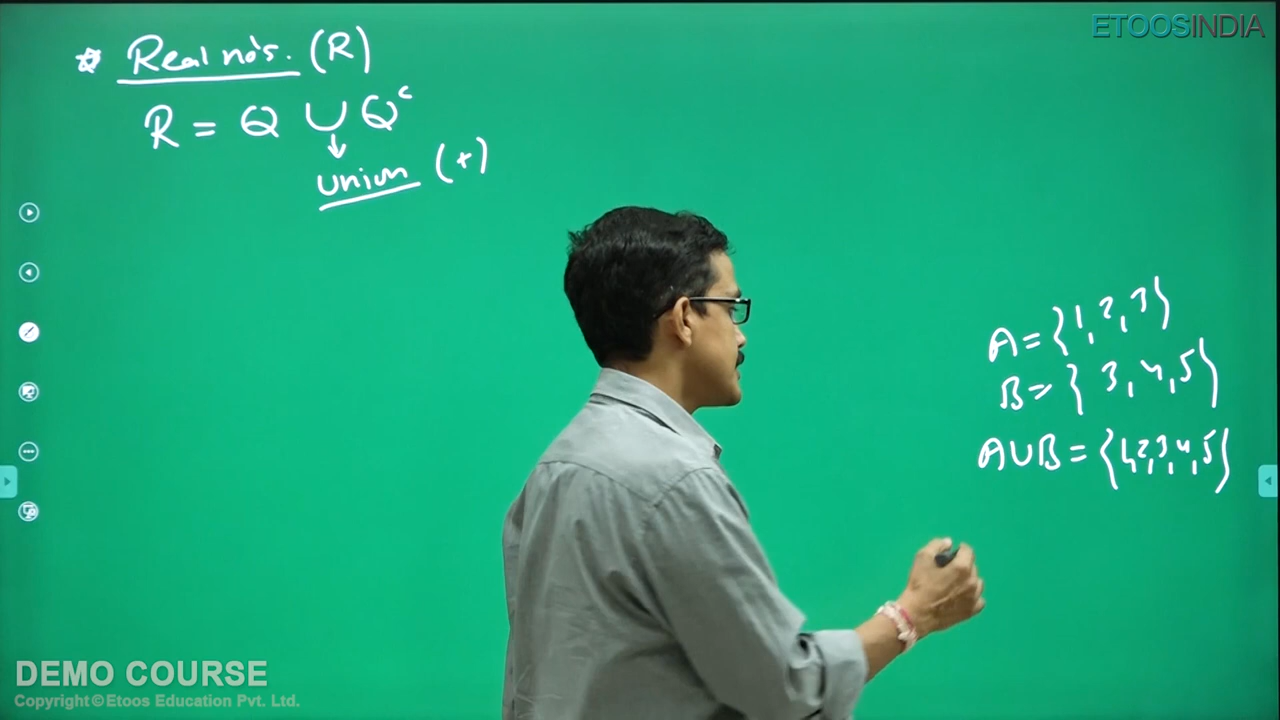 ETOOSINDIA
* Real no's. (R)
R = Q ∪ Qᶜ
↓
union (+)
A = {1, 2, 3}
B = {3, 4, 5}
A∪B = {1, 2, 3, 4, 5}
DEMO COURSE
Copyright © Etoos Education Pvt. Ltd.